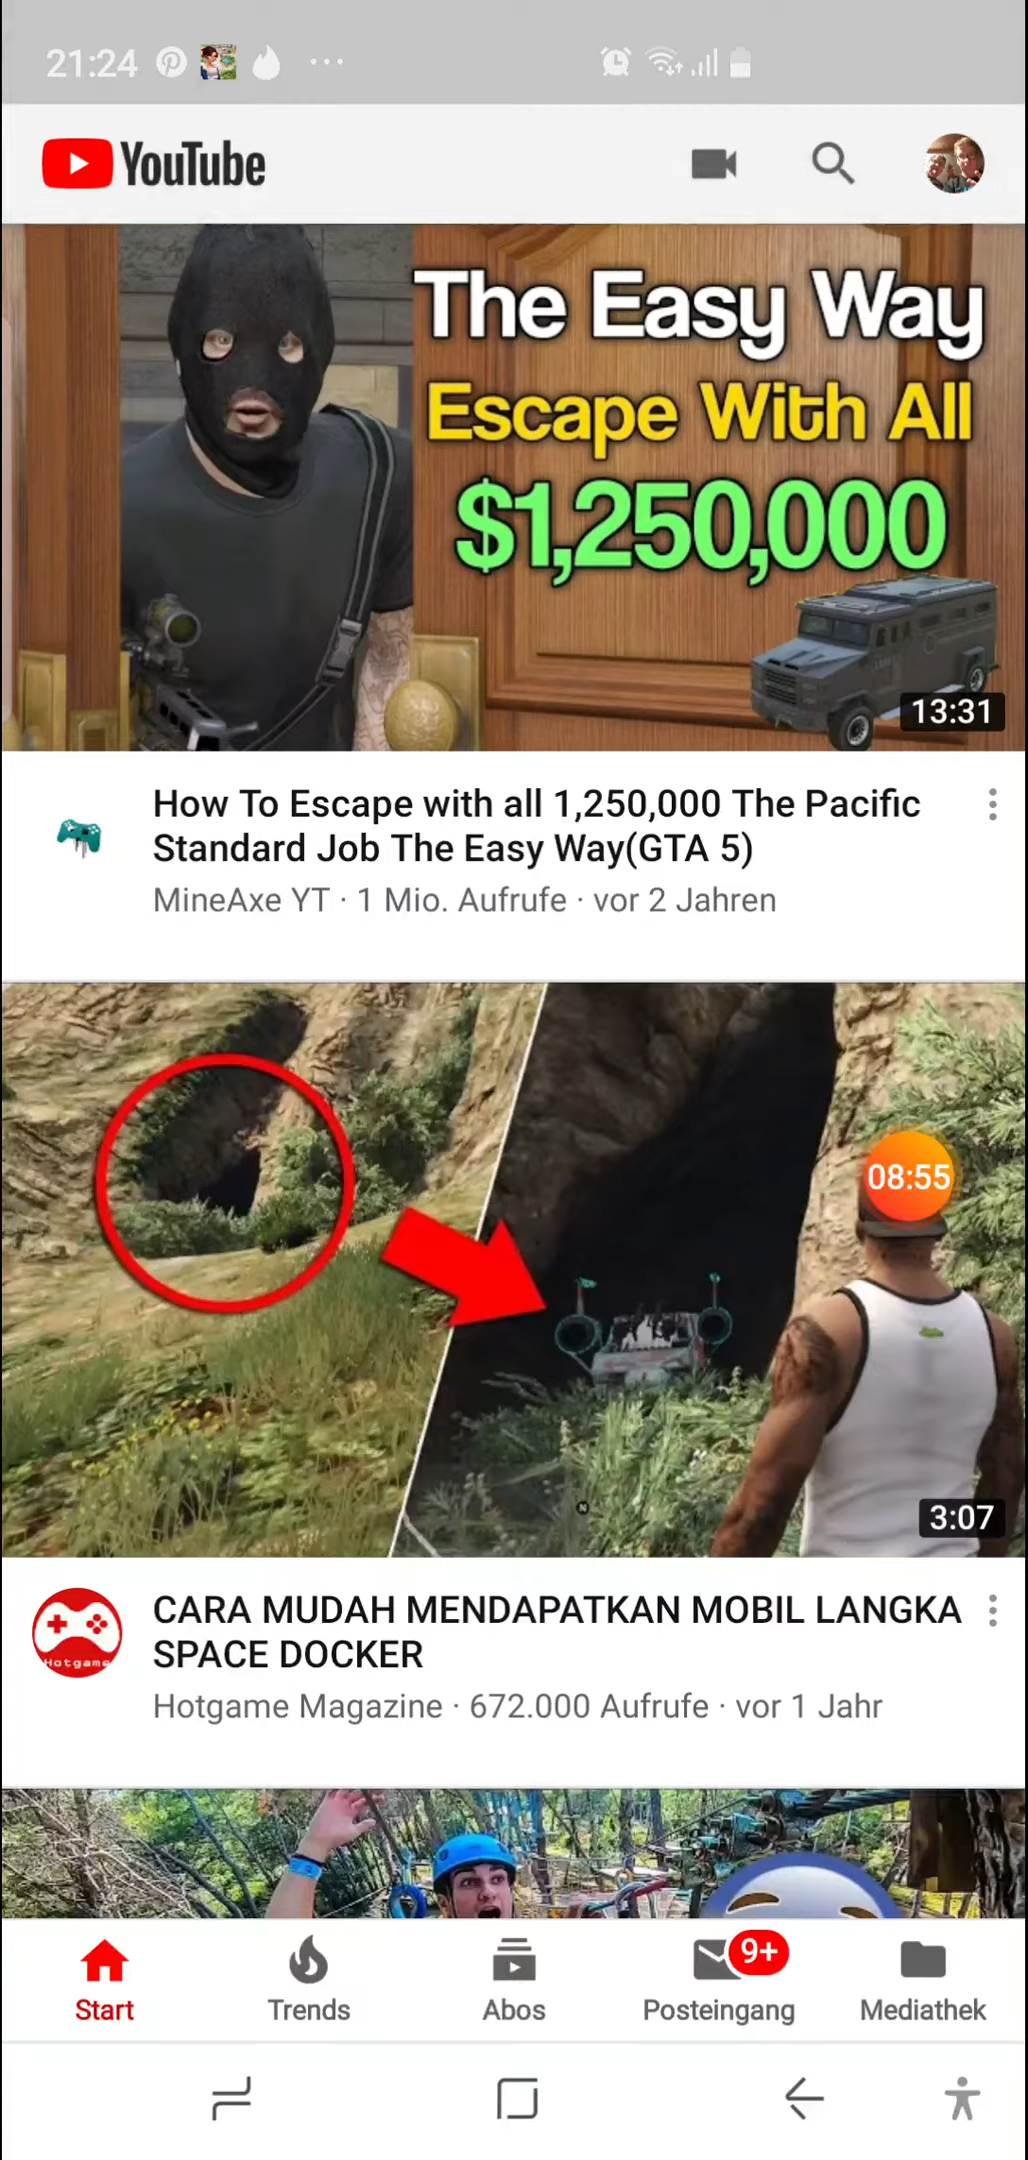 21:24
YouTube
The Easy Way
Escape With All
$1,250,000
13:31
How To Escape with all 1,250,000 The Pacific
Standard Job The Easy Way(GTA 5)
MineAxe YT · 1 Mio. Aufrufe · vor 2 Jahren
08:55
3:07
Hotgame
CARA MUDAH MENDAPATKAN MOBIL LANGKA
SPACE DOCKER
Hotgame Magazine · 672.000 Aufrufe · vor 1 Jahr
9+
Start
Trends
Abos
Posteingang
Mediathek